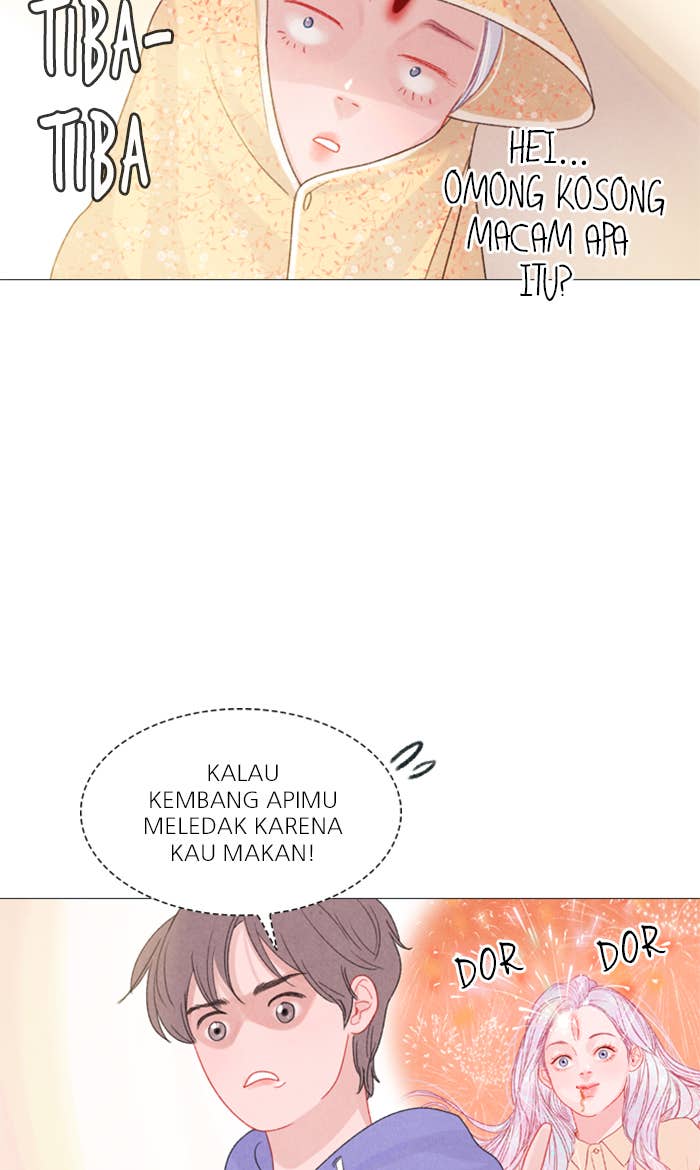 TIBA-
TIBA
HEI...
OMONG KOSONG
MACAM APA
ITU?
KALAU
KEMBANG APIMU
MELEDAK KARENA
KAU MAKAN!
DOR
DOR